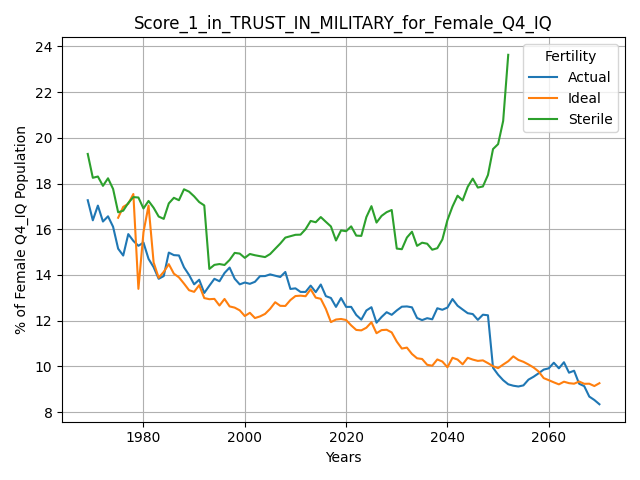 Score_1_in_TRUST_IN_MILITARY_for_Female_Q4_IQ
% of Female Q4_IQ Population
24
22
20
18
16
14
12
10
8
Fertility
Actual
Ideal
Sterile
1980
2000
2020
2040
2060
Years